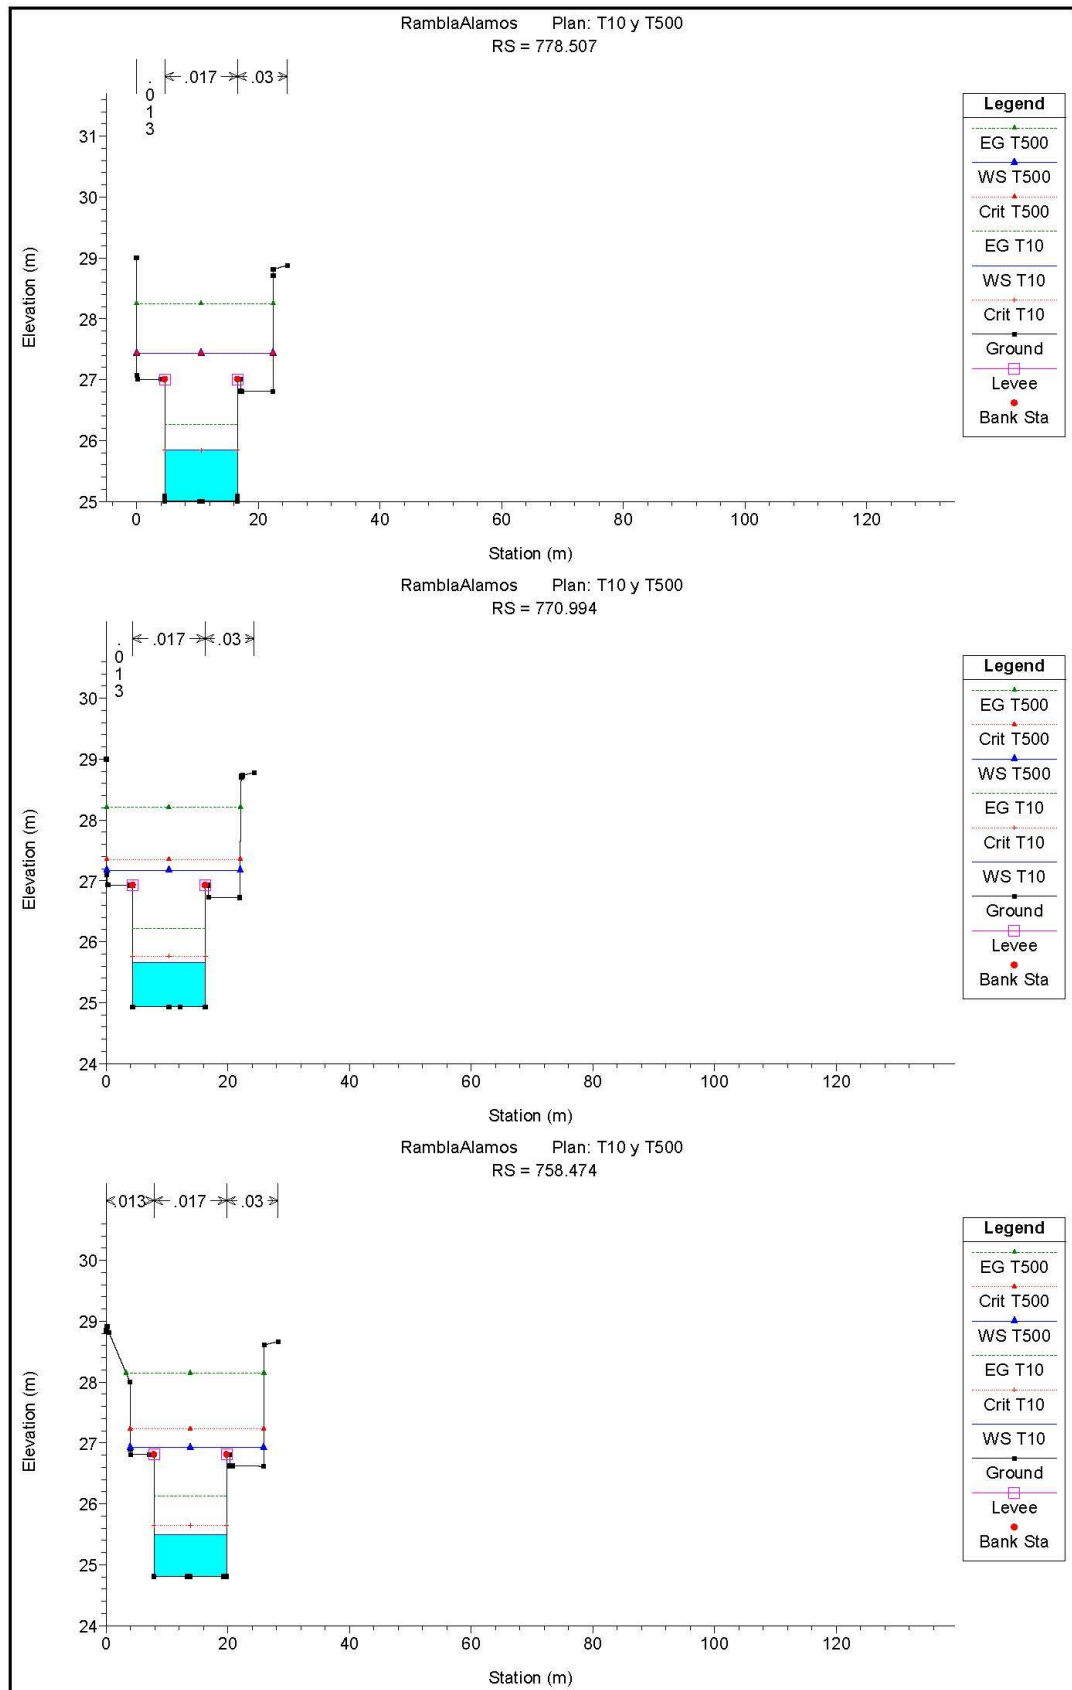 RamblaAlamos Plan: T10 y T500
RS = 778.507
.013
.017
.03
Legend
EG T500
WS T500
Crit T500
EG T10
WS T10
Crit T10
Ground
Levee
Bank Sta
31
30
29
28
27
26
25
Elevation (m)
0 20 40 60 80 100 120
Station (m)
RamblaAlamos Plan: T10 y T500
RS = 770.994
.013
.017
.03
Legend
EG T500
Crit T500
WS T500
EG T10
Crit T10
WS T10
Ground
Levee
Bank Sta
30
29
28
27
26
25
24
Elevation (m)
0 20 40 60 80 100 120
Station (m)
RamblaAlamos Plan: T10 y T500
RS = 758.474
.013
.017
.03
Legend
EG T500
Crit T500
WS T500
EG T10
Crit T10
WS T10
Ground
Levee
Bank Sta
30
29
28
27
26
25
24
Elevation (m)
0 20 40 60 80 100 120
Station (m)